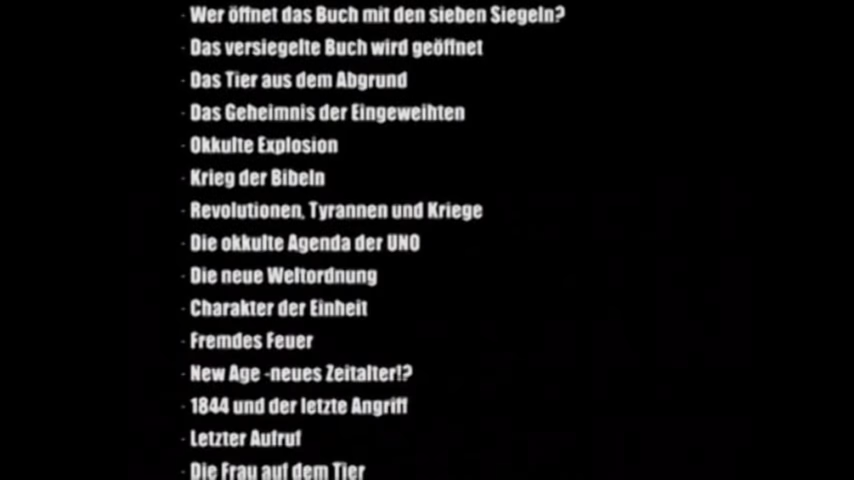 - Wer öffnet das Buch mit den sieben Siegeln?
- Das versiegelte Buch wird geöffnet
- Das Tier aus dem Abgrund
- Das Geheimnis der Eingeweihten
- Okkulte Explosion
- Krieg der Bibeln
- Revolutionen, Tyrannen und Kriege
- Die okkulte Agenda der UNO
- Die neue Weltordnung
- Charakter der Einheit
- Fremdes Feuer
- New Age -neues Zeitalter!?
- 1844 und der letzte Angriff
- Letzter Aufruf
- Die Frau auf dem Tier